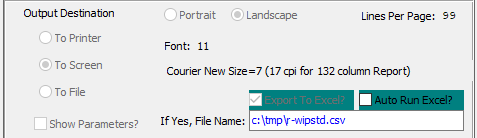 Output Destination
Portrait Landscape Lines Per Page: 99
To Printer
Font: 11
To Screen
Courier New Size=7 (17 cpi for 132 column Report)
To File
Export To Excel? Auto Run Excel?
Show Parameters? If Yes, File Name: c:\tmp\r-wipstd.csv